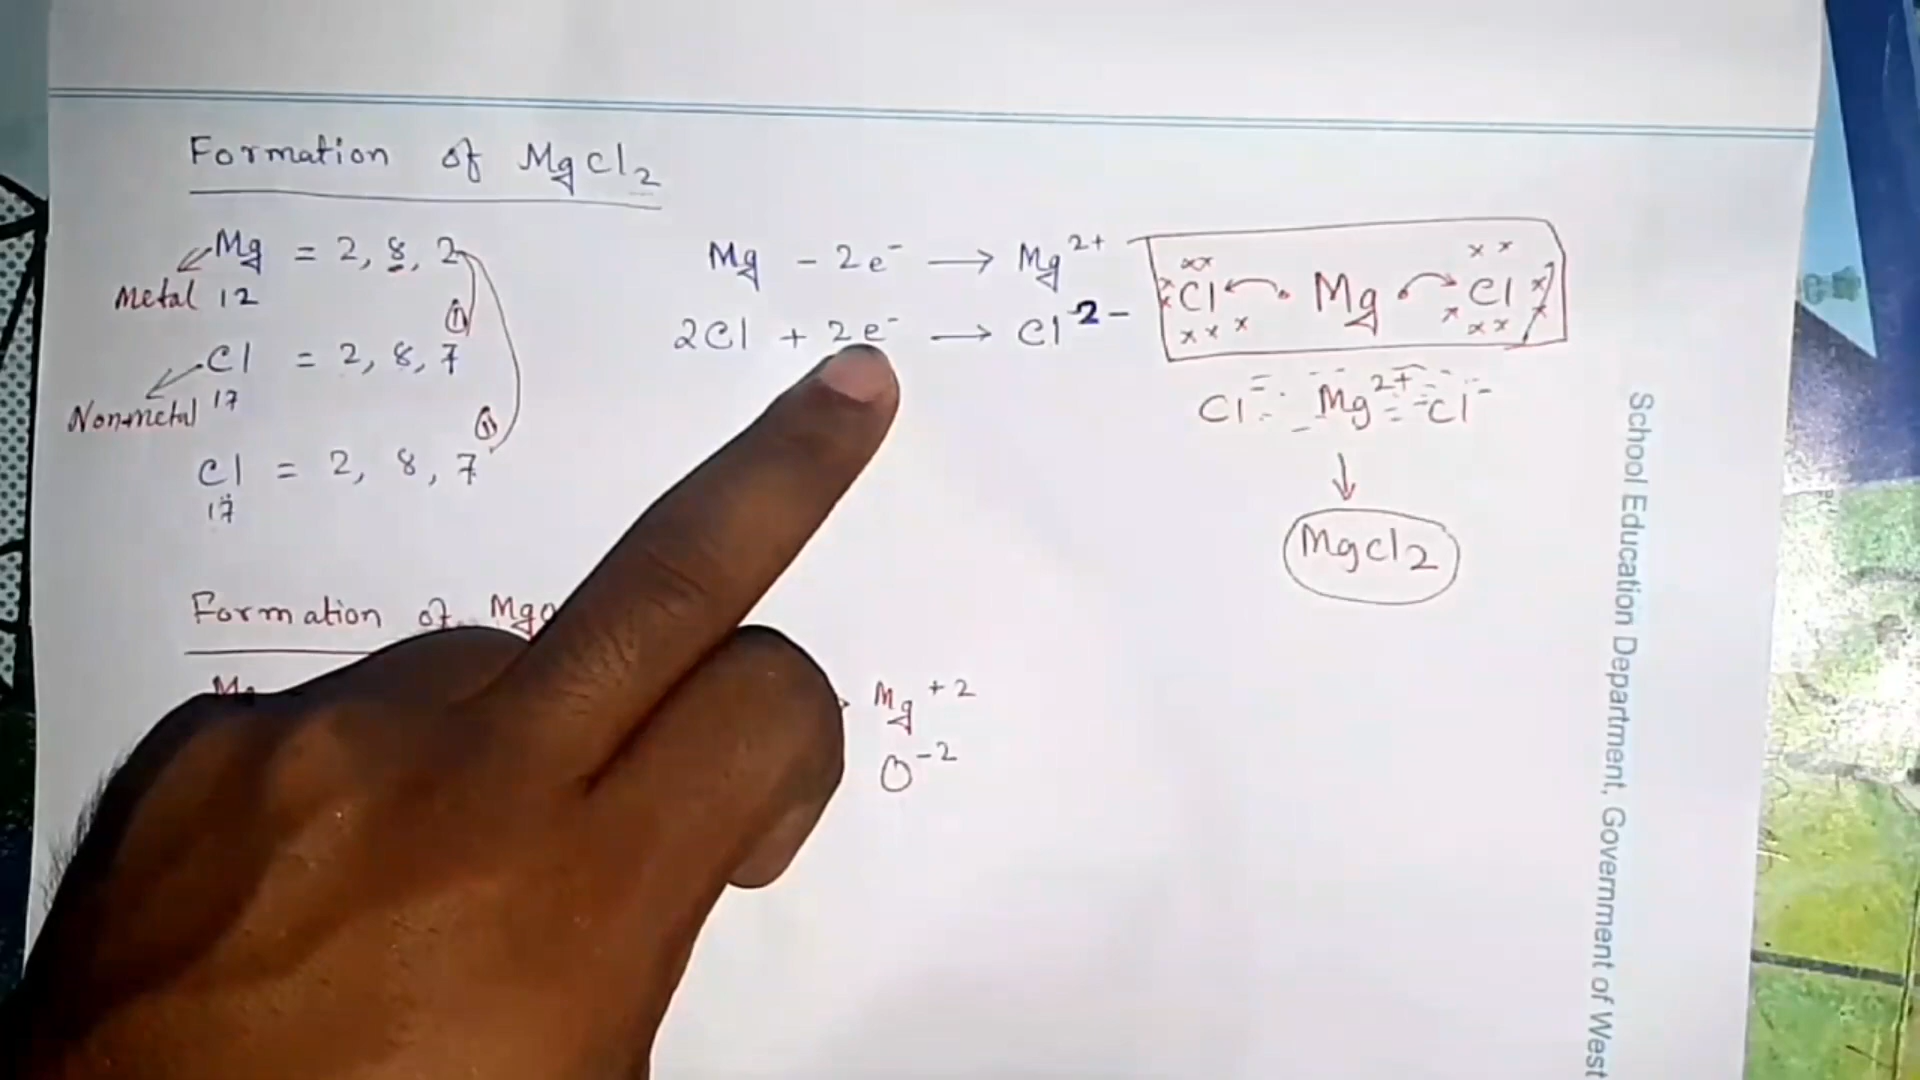 Formation of MgCl2
Mg = 2, 8, 2
Metal 12
Cl = 2, 8, 7
Nonmetal 17
Cl = 2, 8, 7
17
Mg - 2e⁻ → Mg²⁺
2Cl + 2e⁻ → Cl²⁻
Cl Mg Cl
Cl⁻ Mg²⁺ Cl⁻
↓
MgCl2
Formation of
Mg
Mg⁺²
O⁻²
School Education Department, Government of West